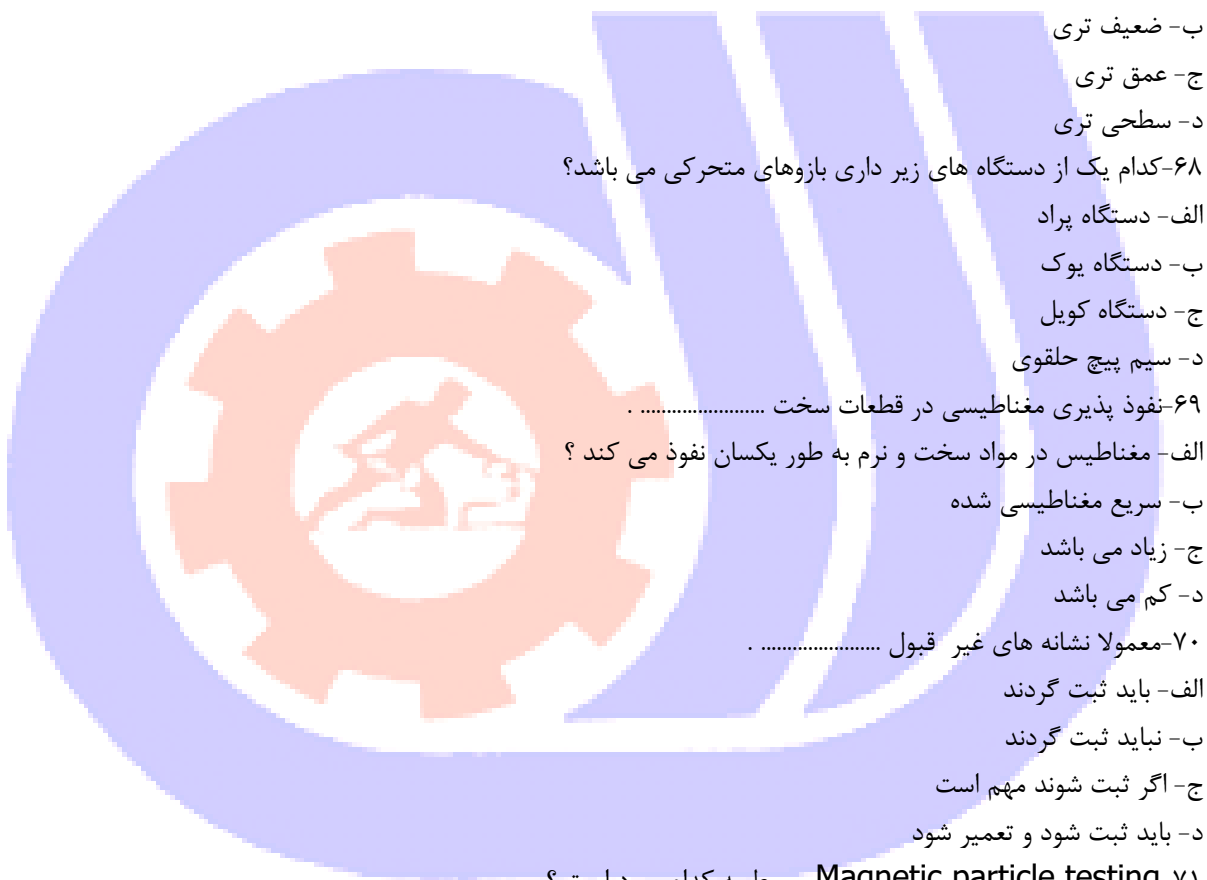 ب- ضعیف تری
ج- عمق تری
د- سطحی تری
۶۸-کدام یک از دستگاه های زیر داری بازوهای متحرکی می باشد؟
الف- دستگاه پراد
ب- دستگاه یوک
ج- دستگاه کویل
د- سیم پیچ حلقوی
۶۹-نفوذ پذیری مغناطیسی در قطعات سخت ........................ .
الف- مغناطیس در مواد سخت و نرم به طور یکسان نفوذ می کند ؟
ب- سریع مغناطیسی شده
ج- زیاد می باشد
د- کم می باشد
۷۰-معمولا نشانه های غیر قبول ....................... .
الف- باید ثبت گردند
ب- نباید ثبت گردند
ج- اگر ثبت شوند مهم است
د- باید ثبت شود و تعمیر شود
۷۱-Magnetic particle testing